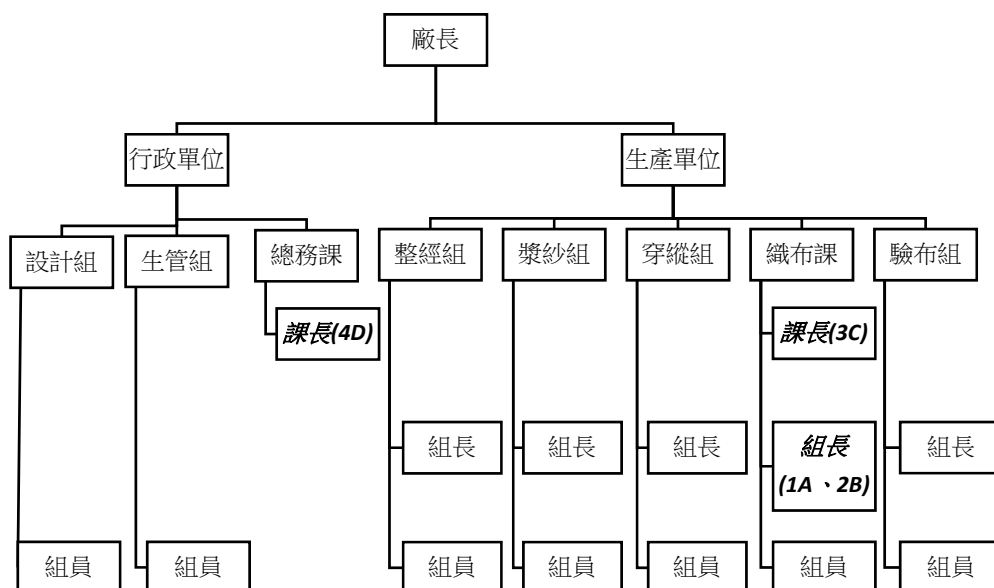 廠長
行政單位
生產單位
設計組
生管組
總務課
整經組
漿紗組
穿縱組
織布課
驗布組
課長(4D)
課長(3C)
組長
組長
組長
組長
(1A、2B)
組長
組員
組員
組員
組員
組員
組員
組員